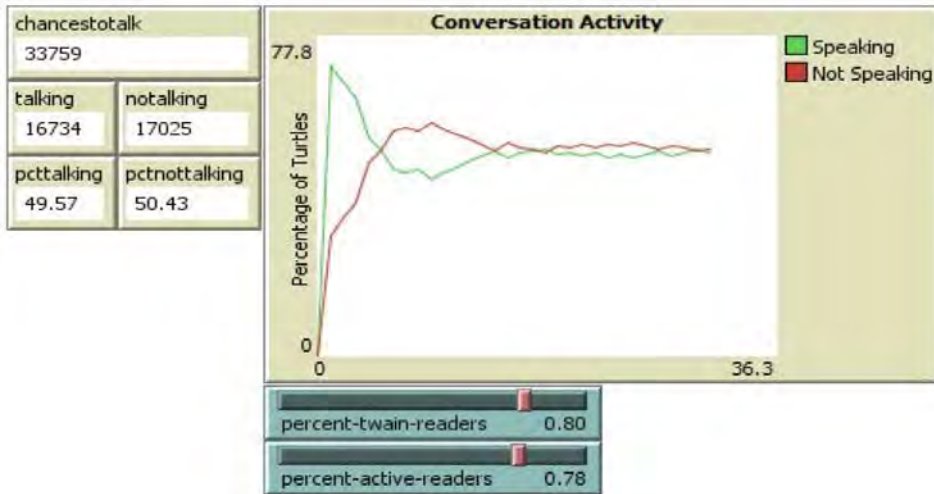 chancestotalk
33759
talking
16734
notalking
17025
pcttalking
49.57
pctnottalking
50.43
Conversation Activity
77.8
Percentage of Turtles
0
0
36.3
Speaking
Not Speaking
percent-twain-readers 0.80
percent-active-readers 0.78